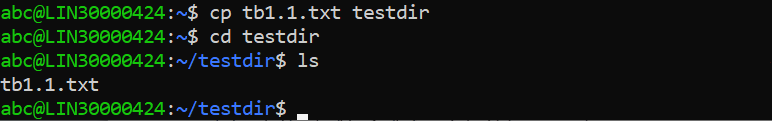 abc@LIN30000424:~$ cp tb1.1.txt testdir
abc@LIN30000424:~$ cd testdir
abc@LIN30000424:~/testdir$ ls
tb1.1.txt
abc@LIN30000424:~/testdir$